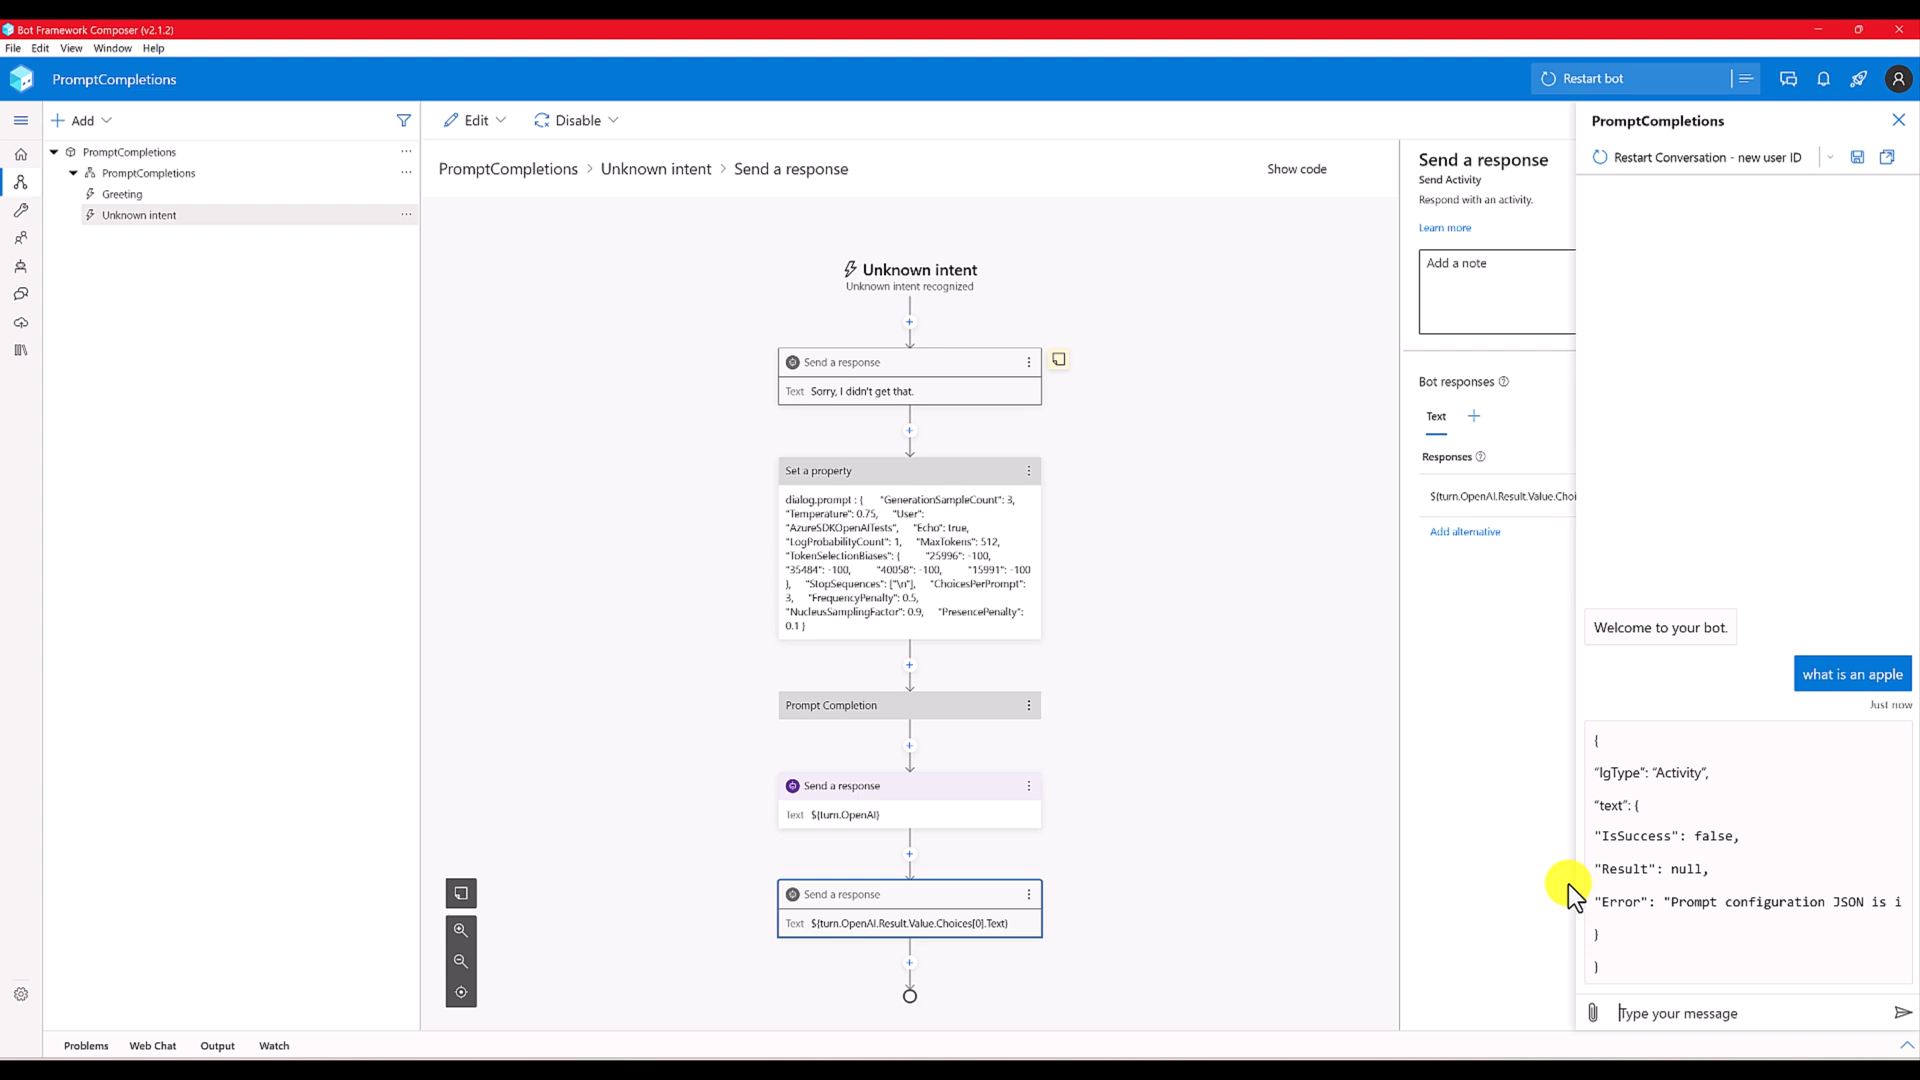 Bot Framework Composer (v2.1.2)
File Edit View Window Help
PromptCompletions
Restart bot
Add
Edit
Disable
PromptCompletions
PromptCompletions
Greeting
Unknown intent
PromptCompletions > Unknown intent > Send a response
Show code
Unknown intent
Unknown intent recognized
Send a response
Text Sorry, I didn't get that.
Set a property
dialog.prompt : { "GenerationSampleCount": 3,
"Temperature": 0.75, "User":
"AzureSDKOpenAITests", "Echo": true,
"LogProbabilityCount": 1, "MaxTokens": 512,
"TokenSelectionBiases": { "25996": -100,
"35484": -100, "40058": -100, "15991": -100
}, "StopSequences": ["\n"], "ChoicesPerPrompt":
3, "FrequencyPenalty": 0.5,
"NucleusSamplingFactor": 0.9, "PresencePenalty":
0.1 }
Prompt Completion
Send a response
Text ${turn.OpenAI}
Send a response
Text ${turn.OpenAI.Result.Value.Choices[0].Text}
Send a response
Send Activity
Respond with an activity.
Learn more
Add a note
Bot responses
Text
Responses
${turn.OpenAI.Result.Value.Choi
Add alternative
PromptCompletions
Restart Conversation - new user ID
Welcome to your bot.
what is an apple
Just now
{
"lgType": "Activity",
"text": {
"IsSuccess": false,
"Result": null,
"Error": "Prompt configuration JSON is i
}
}
Type your message
Problems Web Chat Output Watch